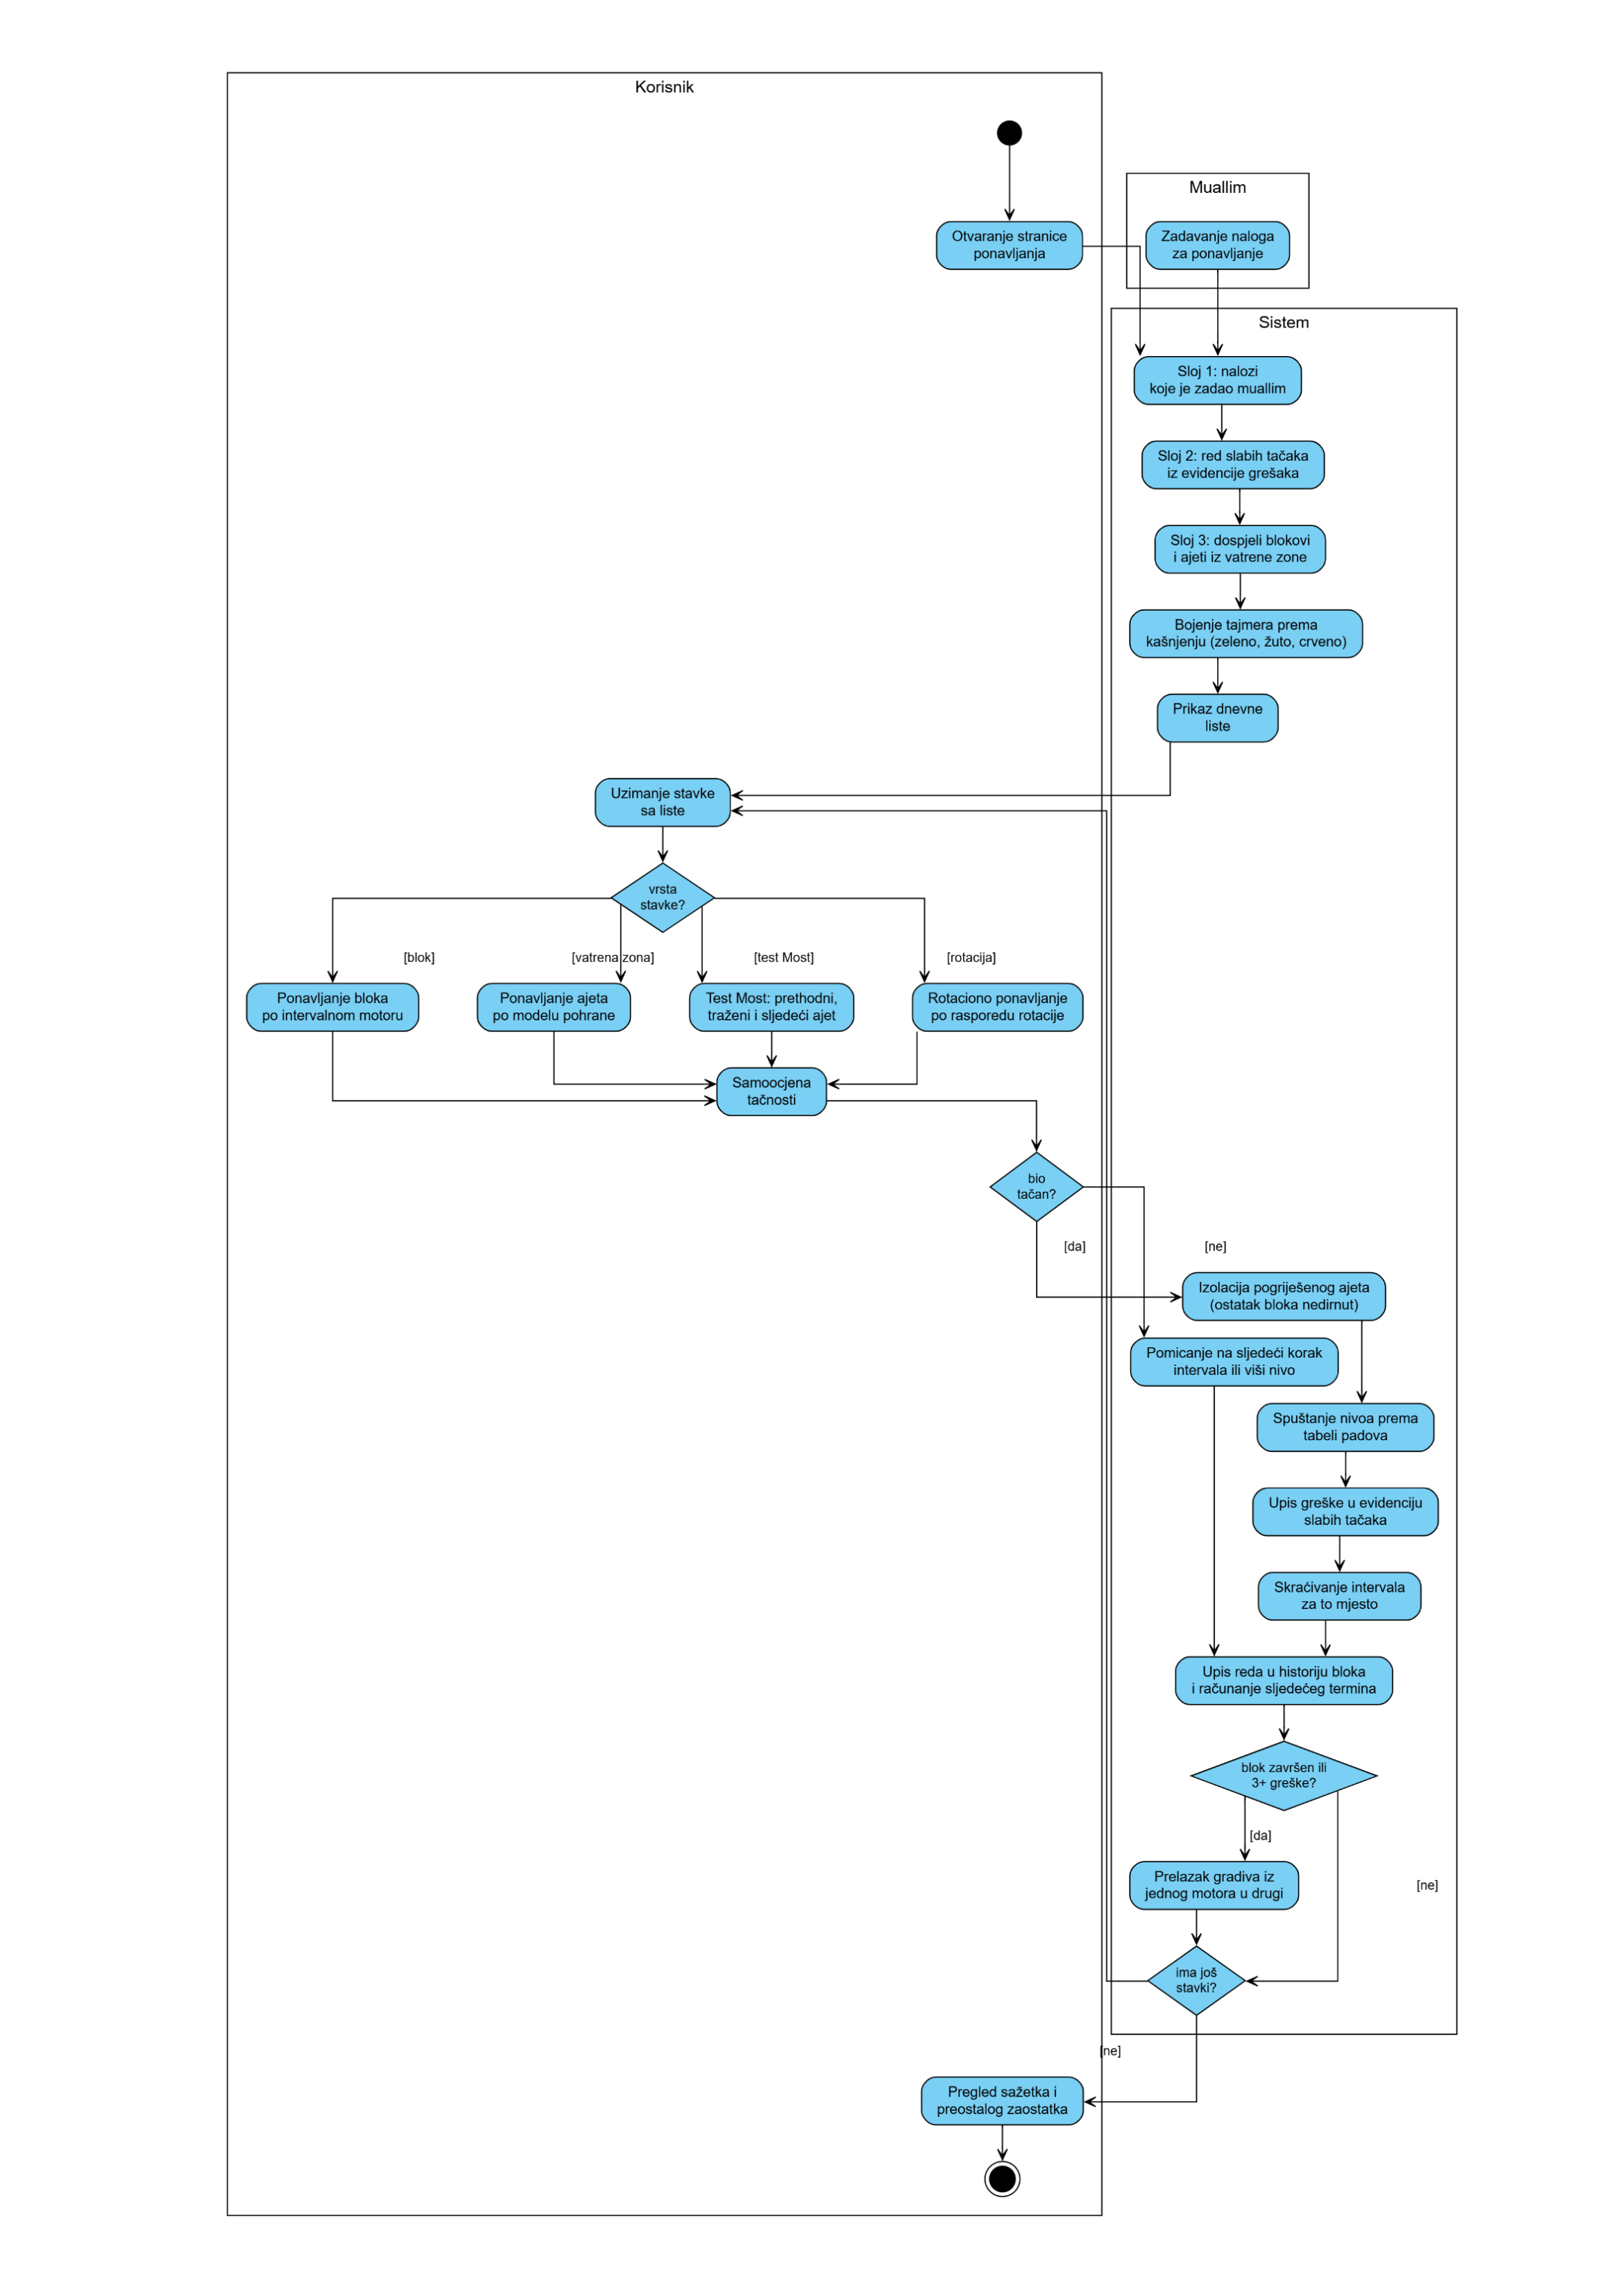 Korisnik
Muallim
Otvaranje stranice
ponavljanja
Zadavanje naloga
za ponavljanje
Sistem
Sloj 1: nalozi
koje je zadao muallim
Sloj 2: red slabih tačaka
iz evidencije grešaka
Sloj 3: dospjeli blokovi
i ajeti iz vatrene zone
Bojenje tajmera prema
kašnjenju (zeleno, žuto, crveno)
Prikaz dnevne
liste
Uzimanje stavke
sa liste
vrsta
stavke?
[blok]
[vatrena zona]
[test Most]
[rotacija]
Ponavljanje bloka
po intervalnom motoru
Ponavljanje ajeta
po modelu pohrane
Test Most: prethodni,
traženi i sljedeći ajet
Rotaciono ponavljanje
po rasporedu rotacije
Samoocjena
tačnosti
bio
tačan?
[da]
[ne]
Izolacija pogriješenog ajeta
(ostatak bloka nedirnut)
Pomicanje na sljedeći korak
intervala ili viši nivo
Spuštanje nivoa prema
tabeli padova
Upis greške u evidenciju
slabih tačaka
Skraćivanje intervala
za to mjesto
Upis reda u historiju bloka
i računanje sljedećeg termina
blok završen ili
3+ greške?
[da]
Prelazak gradiva iz
jednog motora u drugi
[ne]
ima još
stavki?
[ne]
Pregled sažetka i
preostalog zaostatka